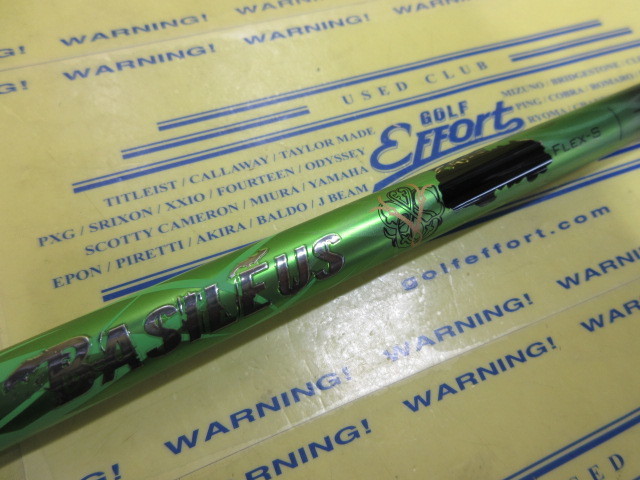 WARNING!
WARNING!
WARNING!
WARNING!
WARNING!
USED CLUB
GOLF
Effort
TITLEIST / CALLAWAY / TAYLOR MADE
PXG / SRIXON / XXIO / FOURTEEN / ODYSSEY
SCOTTY CAMERON / MIURA / YAMAHA
EPON / PIRETTI / AKIRA / BALDO / J BEAM
MIZUNO / BRIDGESTONE
PING / COBRA
RYOMA
FLEX-S
BASILEUS
Golfeffort.com
WARNING!
WARNING!
WARNING!
WARNING!
WARNING!
USED